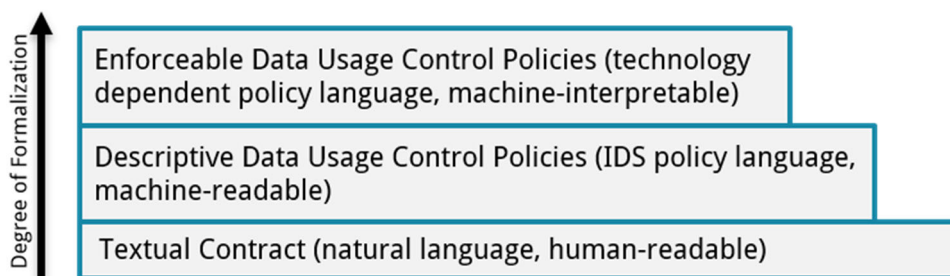 Degree of Formalization
Enforceable Data Usage Control Policies (technology
dependent policy language, machine-interpretable)
Descriptive Data Usage Control Policies (IDS policy language,
machine-readable)
Textual Contract (natural language, human-readable)